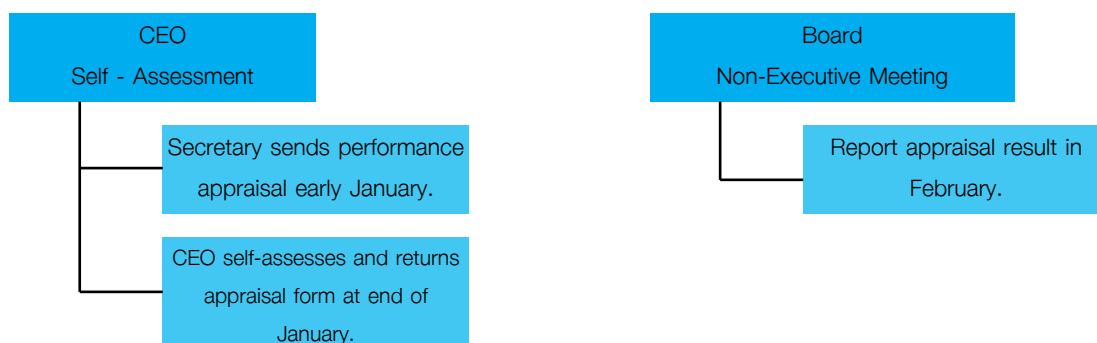 CEO
Self - Assessment
Secretary sends performance
appraisal early January.
CEO self-assesses and returns
appraisal form at end of
January.
Board
Non-Executive Meeting
Report appraisal result in
February.